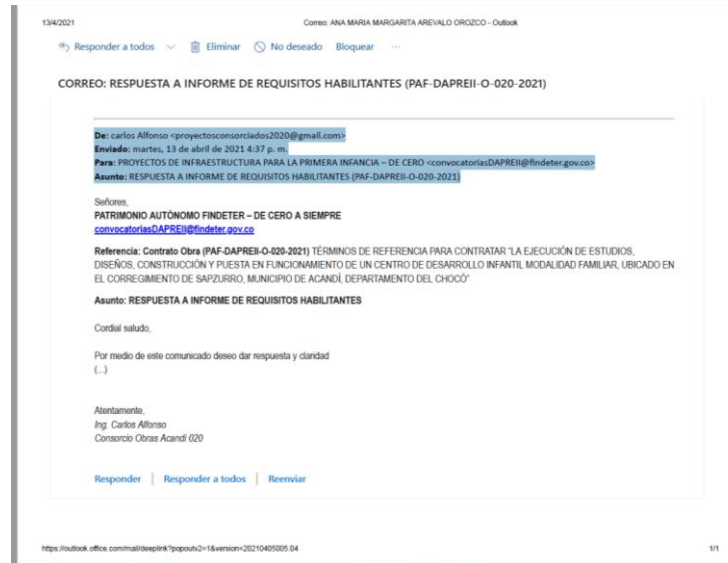 13/4/2021 Correo: ANA MARIA MARGARITA AREVALO OROZCO - Outlook
Responder a todos Eliminar No deseado Bloquear ...
CORREO: RESPUESTA A INFORME DE REQUISITOS HABILITANTES (PAF-DAPREII-O-020-2021)
De: carlos Alfonso <proyectosconsorciados2020@gmail.com>
Enviado: martes, 13 de abril de 2021 4:37 p. m.
Para: PROYECTOS DE INFRAESTRUCTURA PARA LA PRIMERA INFANCIA – DE CERO <convocatoriasDAPREII@findeter.gov.co>
Asunto: RESPUESTA A INFORME DE REQUISITOS HABILITANTES (PAF-DAPREII-O-020-2021)
Señores,
PATRIMONIO AUTÓNOMO FINDETER – DE CERO A SIEMPRE
convocatoriasDAPREII@findeter.gov.co
Referencia: Contrato Obra (PAF-DAPREII-O-020-2021) TÉRMINOS DE REFERENCIA PARA CONTRATAR “LA EJECUCIÓN DE ESTUDIOS,
DISEÑOS, CONSTRUCCIÓN Y PUESTA EN FUNCIONAMIENTO DE UN CENTRO DE DESARROLLO INFANTIL MODALIDAD FAMILIAR, UBICADO EN
EL CORREGIMIENTO DE SAPZURRO, MUNICIPIO DE ACANDÍ, DEPARTAMENTO DEL CHOCÓ”
Asunto: RESPUESTA A INFORME DE REQUISITOS HABILITANTES
Cordial saludo,
Por medio de este comunicado deseo dar respuesta y claridad
(...)
Atentamente,
Ing. Carlos Alfonso
Consorcio Obras Acandi 020
Responder | Responder a todos | Reenviar
https://outlook.office.com/mail/deeplink?popoutv2=1&version=20210405005.04 1/1